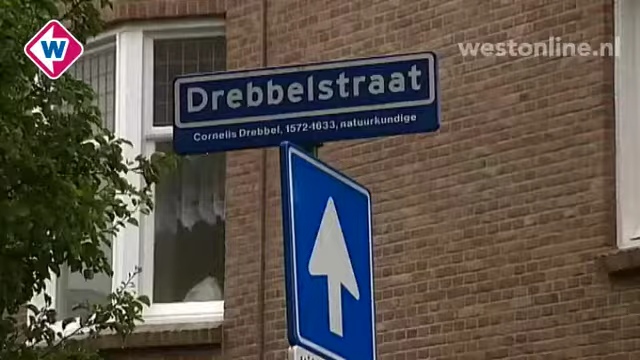 W
westonline.nl
Drebbelstraat
Cornelis Drebbel, 1572-1633, natuurkundige